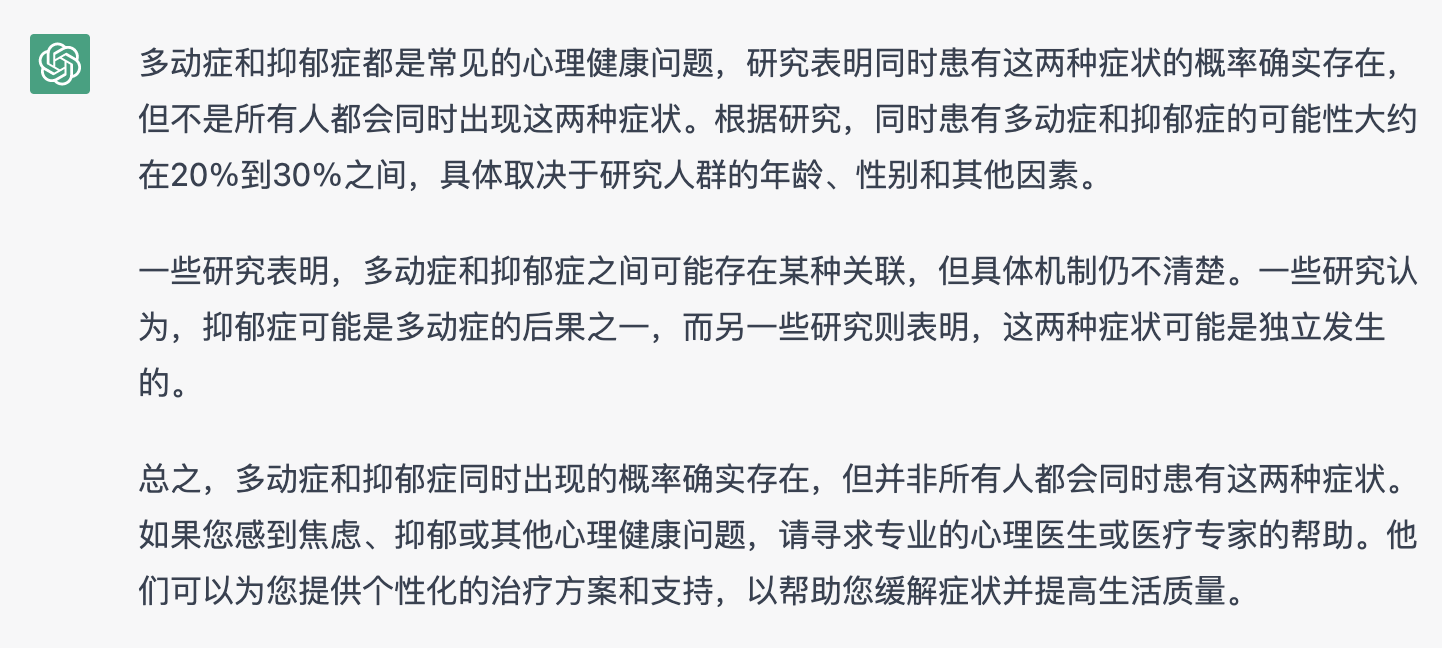 多动症和抑郁症都是常见的心理健康问题，研究表明同时患有这两种症状的概率确实存在，
但不是所有人都会同时出现这两种症状。根据研究，同时患有多动症和抑郁症的可能性大约
在20%到30%之间，具体取决于研究人群的年龄、性别和其他因素。
一些研究表明，多动症和抑郁症之间可能存在某种关联，但具体机制仍不清楚。一些研究认
为，抑郁症可能是多动症的后果之一，而另一些研究则表明，这两种症状可能是独立发生
的。
总之，多动症和抑郁症同时出现的概率确实存在，但并非所有人都会同时患有这两种症状。
如果您感到焦虑、抑郁或其他心理健康问题，请寻求专业的心理医生或医疗专家的帮助。他
们可以为您提供个性化的治疗方案和支持，以帮助您缓解症状并提高生活质量。